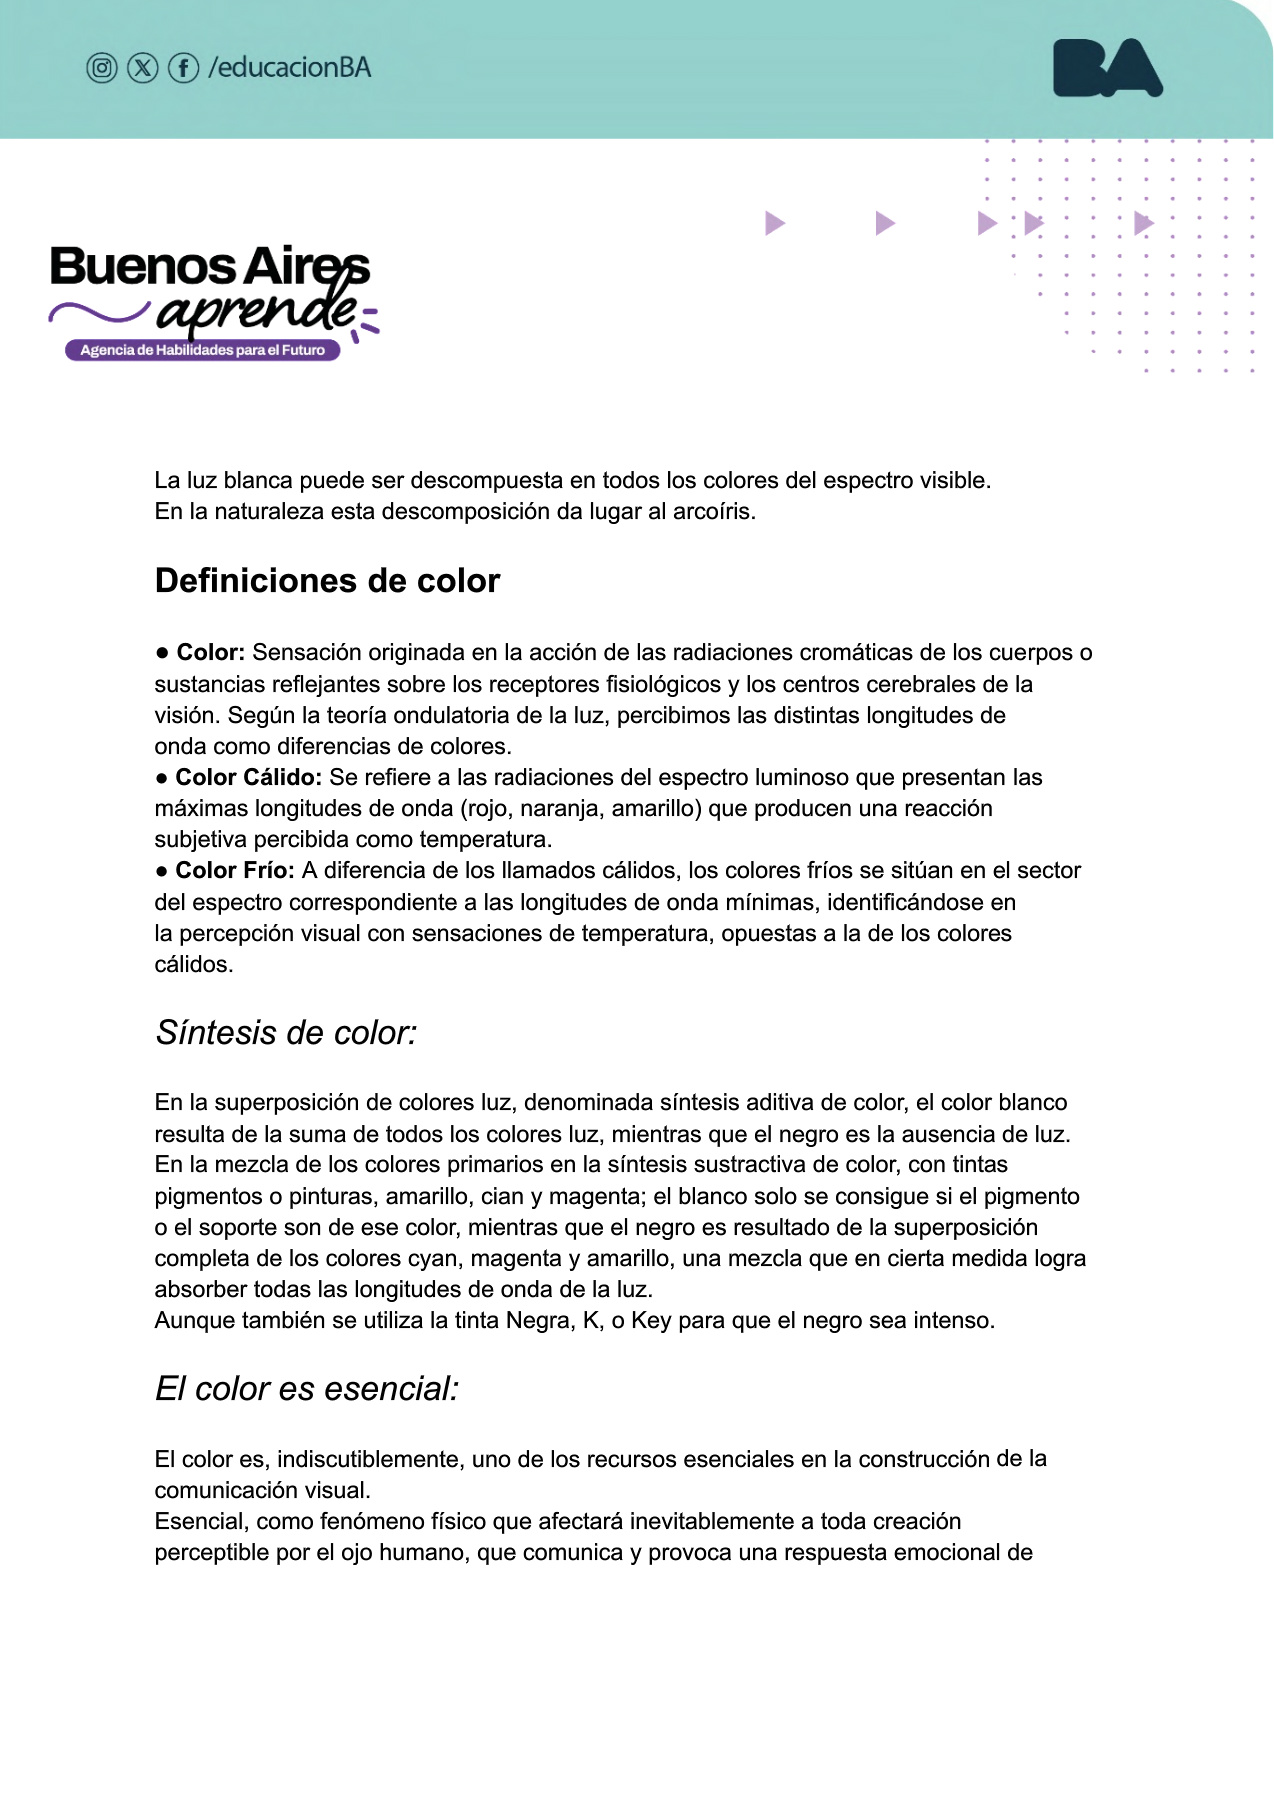 /educacionBA
BA
Buenos Aires
aprende
Agencia de Habilidades para el Futuro
La luz blanca puede ser descompuesta en todos los colores del espectro visible.
En la naturaleza esta descomposición da lugar al arcoíris.
Definiciones de color
● Color: Sensación originada en la acción de las radiaciones cromáticas de los cuerpos o
sustancias reflejantes sobre los receptores fisiológicos y los centros cerebrales de la
visión. Según la teoría ondulatoria de la luz, percibimos las distintas longitudes de
onda como diferencias de colores.
● Color Cálido: Se refiere a las radiaciones del espectro luminoso que presentan las
máximas longitudes de onda (rojo, naranja, amarillo) que producen una reacción
subjetiva percibida como temperatura.
● Color Frío: A diferencia de los llamados cálidos, los colores fríos se sitúan en el sector
del espectro correspondiente a las longitudes de onda mínimas, identificándose en
la percepción visual con sensaciones de temperatura, opuestas a la de los colores
cálidos.
Síntesis de color:
En la superposición de colores luz, denominada síntesis aditiva de color, el color blanco
resulta de la suma de todos los colores luz, mientras que el negro es la ausencia de luz.
En la mezcla de los colores primarios en la síntesis sustractiva de color, con tintas
pigmentos o pinturas, amarillo, cian y magenta; el blanco solo se consigue si el pigmento
o el soporte son de ese color, mientras que el negro es resultado de la superposición
completa de los colores cyan, magenta y amarillo, una mezcla que en cierta medida logra
absorber todas las longitudes de onda de la luz.
Aunque también se utiliza la tinta Negra, K, o Key para que el negro sea intenso.
El color es esencial:
El color es, indiscutiblemente, uno de los recursos esenciales en la construcción de la
comunicación visual.
Esencial, como fenómeno físico que afectará inevitablemente a toda creación
perceptible por el ojo humano, que comunica y provoca una respuesta emocional de